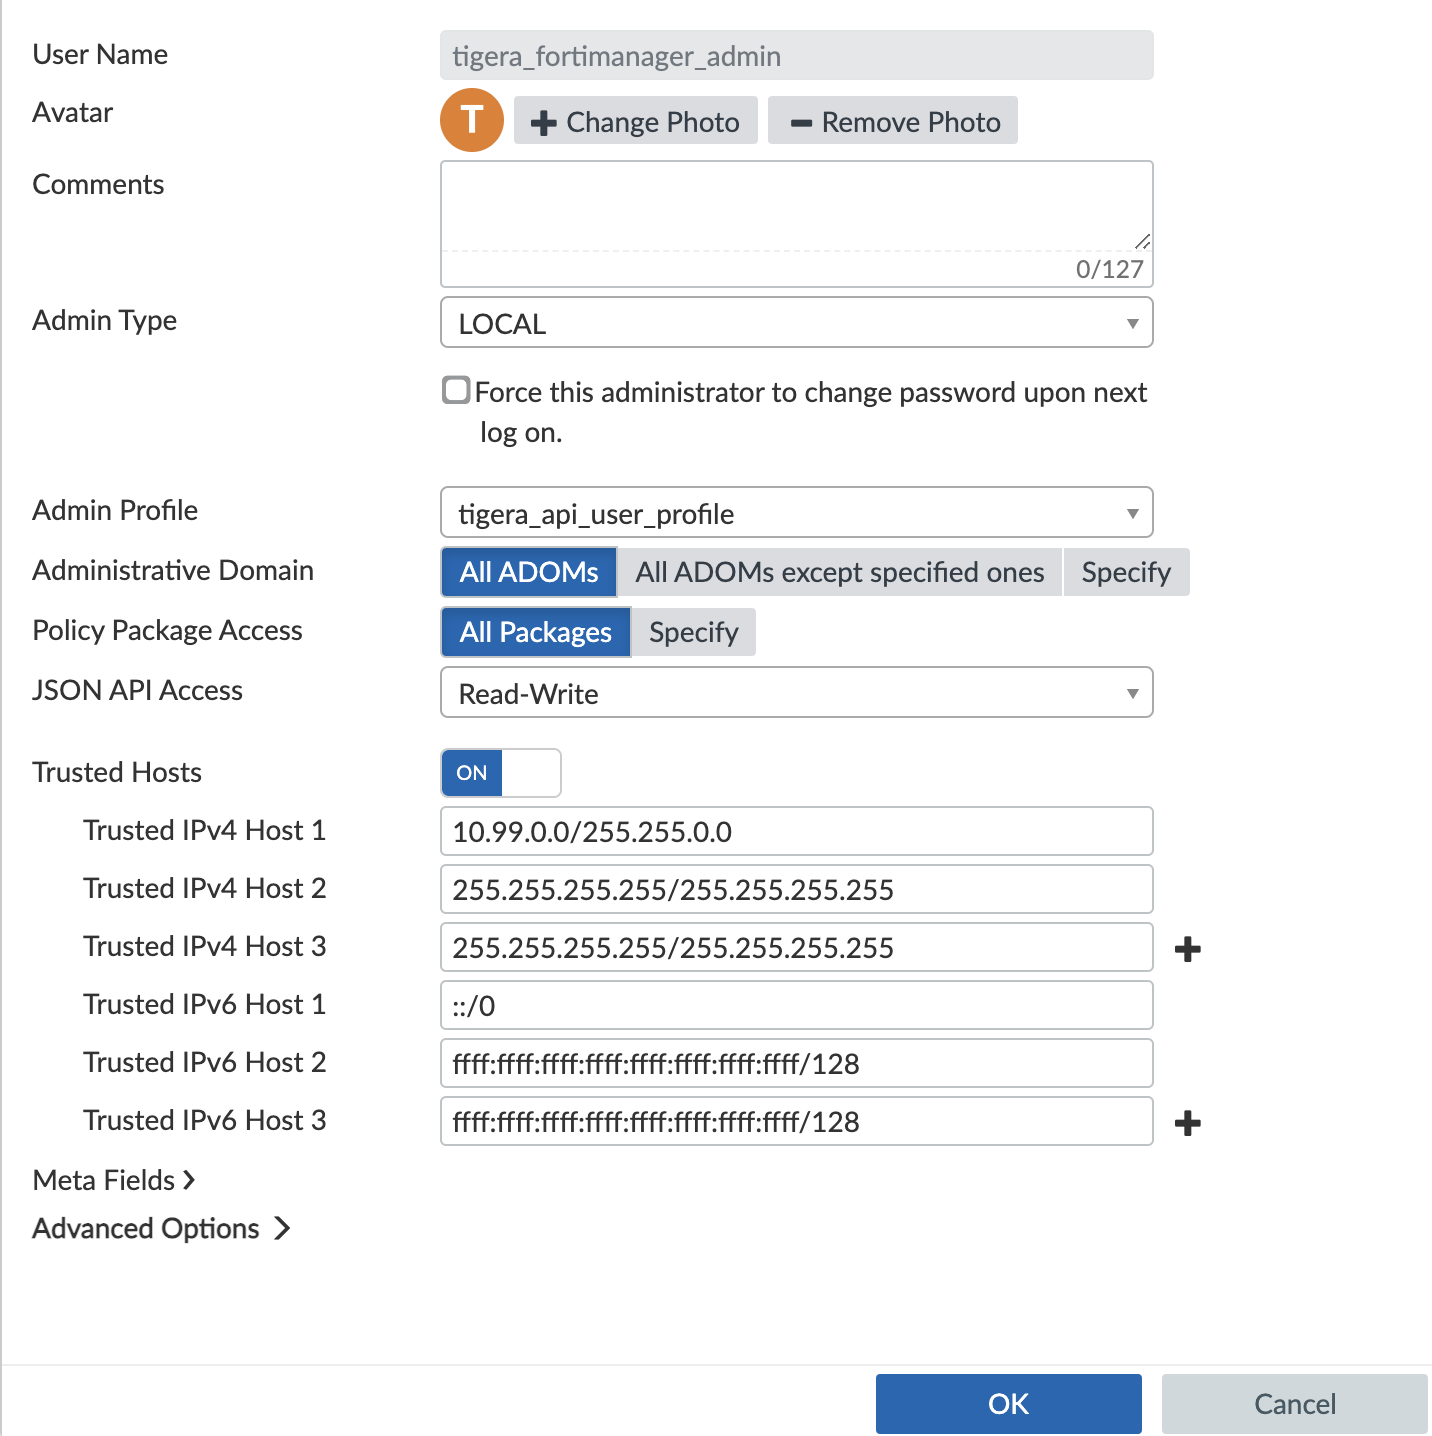 User Name tigera_fortimanager_admin
Avatar T Change Photo Remove Photo
Comments
0/127
Admin Type LOCAL
Force this administrator to change password upon next
log on.
Admin Profile tigera_api_user_profile
Administrative Domain All ADOMs All ADOMs except specified ones Specify
Policy Package Access All Packages Specify
JSON API Access Read-Write
Trusted Hosts ON
Trusted IPv4 Host 1 10.99.0.0/255.255.0.0
Trusted IPv4 Host 2 255.255.255.255/255.255.255.255
Trusted IPv4 Host 3 255.255.255.255/255.255.255.255
Trusted IPv6 Host 1 ::/0
Trusted IPv6 Host 2 ffff:ffff:ffff:ffff:ffff:ffff:ffff:ffff/128
Trusted IPv6 Host 3 ffff:ffff:ffff:ffff:ffff:ffff:ffff:ffff/128
Meta Fields
Advanced Options
OK Cancel